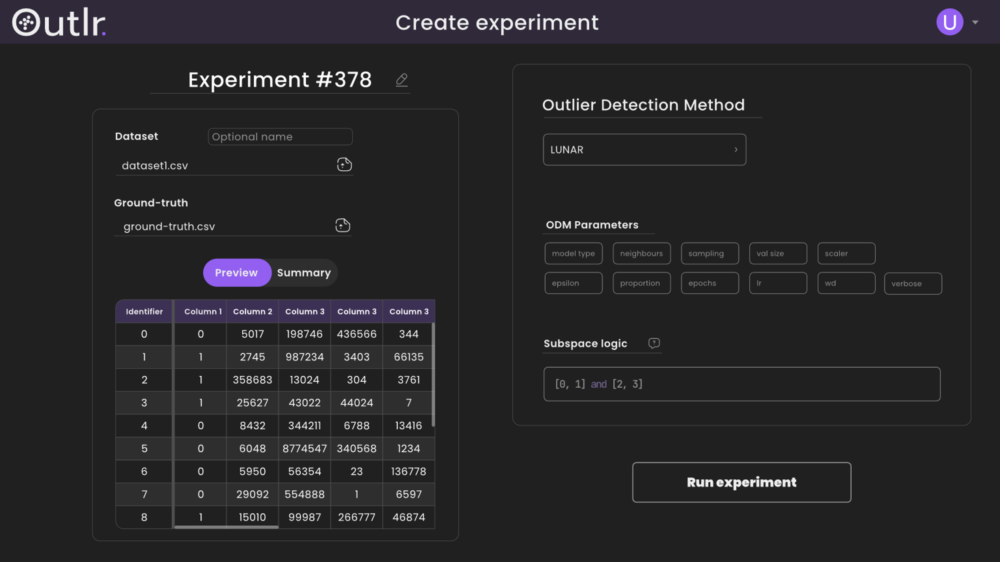 Outlr.
Create experiment
U
Experiment #378
Dataset
Optional name
dataset1.csv
Ground-truth
ground-truth.csv
Preview Summary
Identifier Column 1 Column 2 Column 3 Column 3 Column 3
0 0 5017 198746 436566 344
1 1 2745 987234 3403 66135
2 1 358683 13024 304 3761
3 1 25627 43022 44024 7
4 0 8432 344211 6788 13416
5 0 6048 8774547 340568 1234
6 0 5950 56354 23 136778
7 0 29092 554888 1 6597
8 1 15010 99987 266777 46874
Outlier Detection Method
LUNAR
ODM Parameters
model type neighbours sampling val size scaler
epsilon proportion epochs lr wd verbose
Subspace logic ?
[0, 1] and [2, 3]
Run experiment